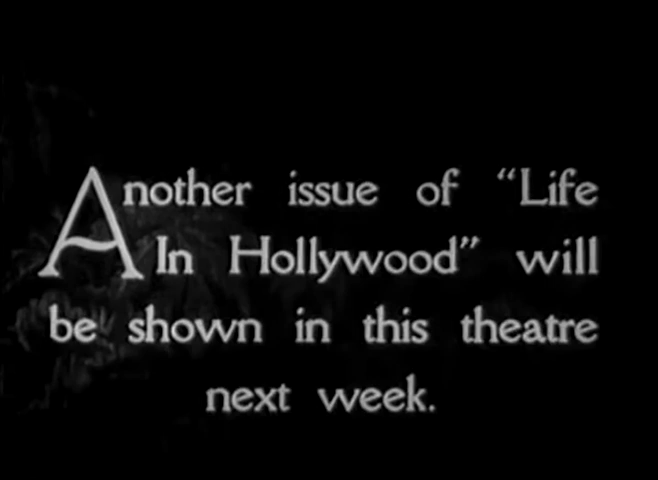 Another issue of “Life
In Hollywood” will
be shown in this theatre
next week.